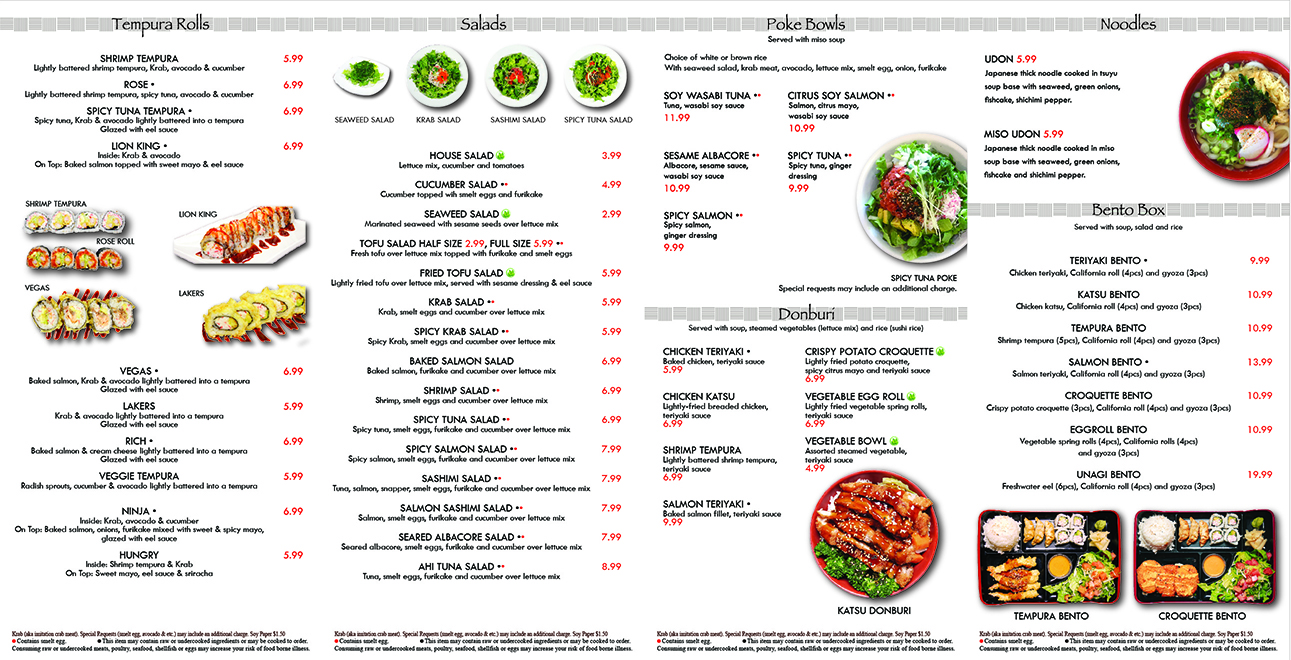 Tempura Rolls
SHRIMP TEMPURA 5.99
Lightly battered shrimp tempura, Krab, avocado & cucumber
ROSE • 6.99
Lightly battered shrimp tempura, spicy tuna, avocado & cucumber
SPICY TUNA TEMPURA • 6.99
Spicy tuna, Krab & avocado lightly battered into a tempura
Glazed with eel sauce
LION KING • 6.99
Inside: Krab & avocado
On Top: Baked salmon topped with sweet mayo & eel sauce
SHRIMP TEMPURA
LION KING
ROSE ROLL
VEGAS
LAKERS
VEGAS • 6.99
Baked salmon, Krab & avocado lightly battered into a tempura
Glazed with eel sauce
LAKERS 5.99
Krab & avocado lightly battered into a tempura
Glazed with eel sauce
RICH • 6.99
Baked salmon & cream cheese lightly battered into a tempura
Glazed with eel sauce
VEGGIE TEMPURA 5.99
Radish sprouts, cucumber & avocado lightly battered into a tempura
NINJA • 6.99
Inside: Krab, avocado & cucumber
On Top: Baked salmon, onions, furikake mixed with sweet & spicy mayo,
glazed with eel sauce
HUNGRY 5.99
Inside: Shrimp tempura & Krab
On Top: Sweet mayo, eel sauce & sriracha
Krab (aka imitation crab meat). Special Requests (smelt egg, avocado & etc.) may include an additional charge. Soy Paper $1.50
• Contains smelt egg. • This item may contain raw or undercooked ingredients or may be cooked to order.
Consuming raw or undercooked meats, poultry, seafood, shellfish or eggs may increase your risk of food borne illness.
Salads
SEAWEED SALAD KRAB SALAD SASHIMI SALAD SPICY TUNA SALAD
HOUSE SALAD 3.99
Lettuce mix, cucumber and tomatoes
CUCUMBER SALAD •• 4.99
Cucumber topped wih smelt eggs and furikake
SEAWEED SALAD 2.99
Marinated seaweed with sesame seeds over lettuce mix
TOFU SALAD HALF SIZE 2.99, FULL SIZE 5.99 ••
Fresh tofu over lettuce mix topped with furikake and smelt eggs
FRIED TOFU SALAD 5.99
Lightly fried tofu over lettuce mix, served with sesame dressing & eel sauce
KRAB SALAD •• 5.99
Krab, smelt eggs and cucumber over lettuce mix
SPICY KRAB SALAD •• 5.99
Spicy Krab, smelt eggs and cucumber over lettuce mix
BAKED SALMON SALAD 6.99
Baked salmon, furikake and cucumber over lettuce mix
SHRIMP SALAD •• 6.99
Shrimp, smelt eggs and cucumber over lettuce mix
SPICY TUNA SALAD •• 6.99
Spicy tuna, smelt eggs, furikake and cucumber over lettuce mix
SPICY SALMON SALAD •• 7.99
Spicy salmon, smelt eggs, furikake and cucumber over lettuce mix
SASHIMI SALAD •• 7.99
Tuna, salmon, snapper, smelt eggs, furikake and cucumber over lettuce mix
SALMON SASHIMI SALAD •• 7.99
Salmon, smelt eggs, furikake and cucumber over lettuce mix
SEARED ALBACORE SALAD •• 7.99
Seared albacore, smelt eggs, furikake and cucumber over lettuce mix
AHI TUNA SALAD •• 8.99
Tuna, smelt eggs, furikake and cucumber over lettuce mix
Krab (aka imitation crab meat). Special Requests (smelt egg, avocado & etc.) may include an additional charge. Soy Paper $1.50
• Contains smelt egg. • This item may contain raw or undercooked ingredients or may be cooked to order.
Consuming raw or undercooked meats, poultry, seafood, shellfish or eggs may increase your risk of food borne illness.
Poke Bowls
Served with miso soup
Choice of white or brown rice
With seaweed salad, krab meat, avocado, lettuce mix, smelt egg, onion, furikake
SOY WASABI TUNA ••
Tuna, wasabi soy sauce
11.99
CITRUS SOY SALMON ••
Salmon, citrus mayo,
wasabi soy sauce
10.99
SESAME ALBACORE ••
Albacore, sesame sauce,
wasabi soy sauce
10.99
SPICY TUNA ••
Spicy tuna, ginger
dressing
9.99
SPICY SALMON ••
Spicy salmon,
ginger dressing
9.99
SPICY TUNA POKE
Special requests may include an additional charge.
Donburi
Served with soup, steamed vegetables (lettuce mix) and rice (sushi rice)
CHICKEN TERIYAKI •
Baked chicken, teriyaki sauce
5.99
CHICKEN KATSU
Lightly-fried breaded chicken,
teriyaki sauce
6.99
SHRIMP TEMPURA
Lightly battered shrimp tempura,
teriyaki sauce
6.99
SALMON TERIYAKI •
Baked salmon fillet, teriyaki sauce
9.99
CRISPY POTATO CROQUETTE
Lightly fried potato croquette,
spicy citrus mayo and teriyaki sauce
6.99
VEGETABLE EGG ROLL
Lightly fried vegetable spring rolls,
teriyaki sauce
6.99
VEGETABLE BOWL
Assorted steamed vegetable,
teriyaki sauce
4.99
KATSU DONBURI
Krab (aka imitation crab meat). Special Requests (smelt egg, avocado & etc.) may include an additional charge. Soy Paper $1.50
• Contains smelt egg. • This item may contain raw or undercooked ingredients or may be cooked to order.
Consuming raw or undercooked meats, poultry, seafood, shellfish or eggs may increase your risk of food borne illness.
Noodles
UDON 5.99
Japanese thick noodle cooked in tsuyu
soup base with seaweed, green onions,
fishcake, shichimi pepper.
MISO UDON 5.99
Japanese thick noodle cooked in miso
soup base with seaweed, green onions,
fishcake and shichimi pepper.
Bento Box
Served with soup, salad and rice
TERIYAKI BENTO • 9.99
Chicken teriyaki, California roll (4pcs) and gyoza (3pcs)
KATSU BENTO 10.99
Chicken katsu, California roll (4pcs) and gyoza (3pcs)
TEMPURA BENTO 10.99
Shrimp tempura (5pcs), California roll (4pcs) and gyoza (3pcs)
SALMON BENTO • 13.99
Salmon teriyaki, California roll (4pcs) and gyoza (3pcs)
CROQUETTE BENTO 10.99
Crispy potato croquette (3pcs), California roll (4pcs) and gyoza (3pcs)
EGGROLL BENTO 10.99
Vegetable spring rolls (4pcs), California rolls (4pcs)
and gyoza (3pcs)
UNAGI BENTO 19.99
Freshwater eel (6pcs), California roll (4pcs) and gyoza (3pcs)
TEMPURA BENTO CROQUETTE BENTO
Krab (aka imitation crab meat). Special Requests (smelt egg, avocado & etc.) may include an additional charge. Soy Paper $1.50
• Contains smelt egg. • This item may contain raw or undercooked ingredients or may be cooked to order.
Consuming raw or undercooked meats, poultry, seafood, shellfish or eggs may increase your risk of food borne illness.